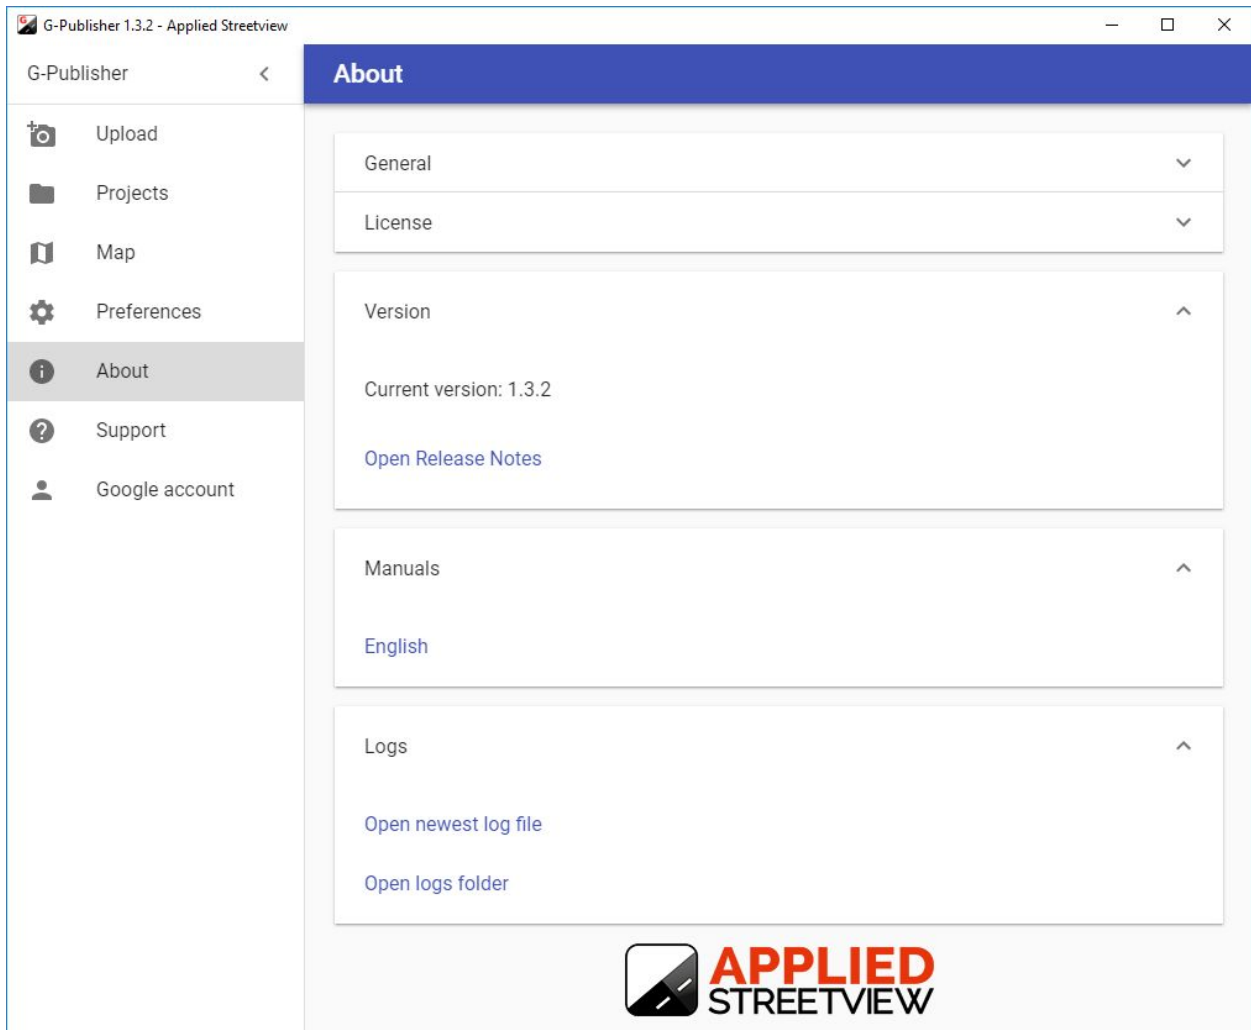 G-Publisher 1.3.2 - Applied Streetview
G-Publisher
About
Upload
Projects
Map
Preferences
About
Support
Google account
General
License
Version
Current version: 1.3.2
Open Release Notes
Manuals
English
Logs
Open newest log file
Open logs folder
APPLIED
STREETVIEW